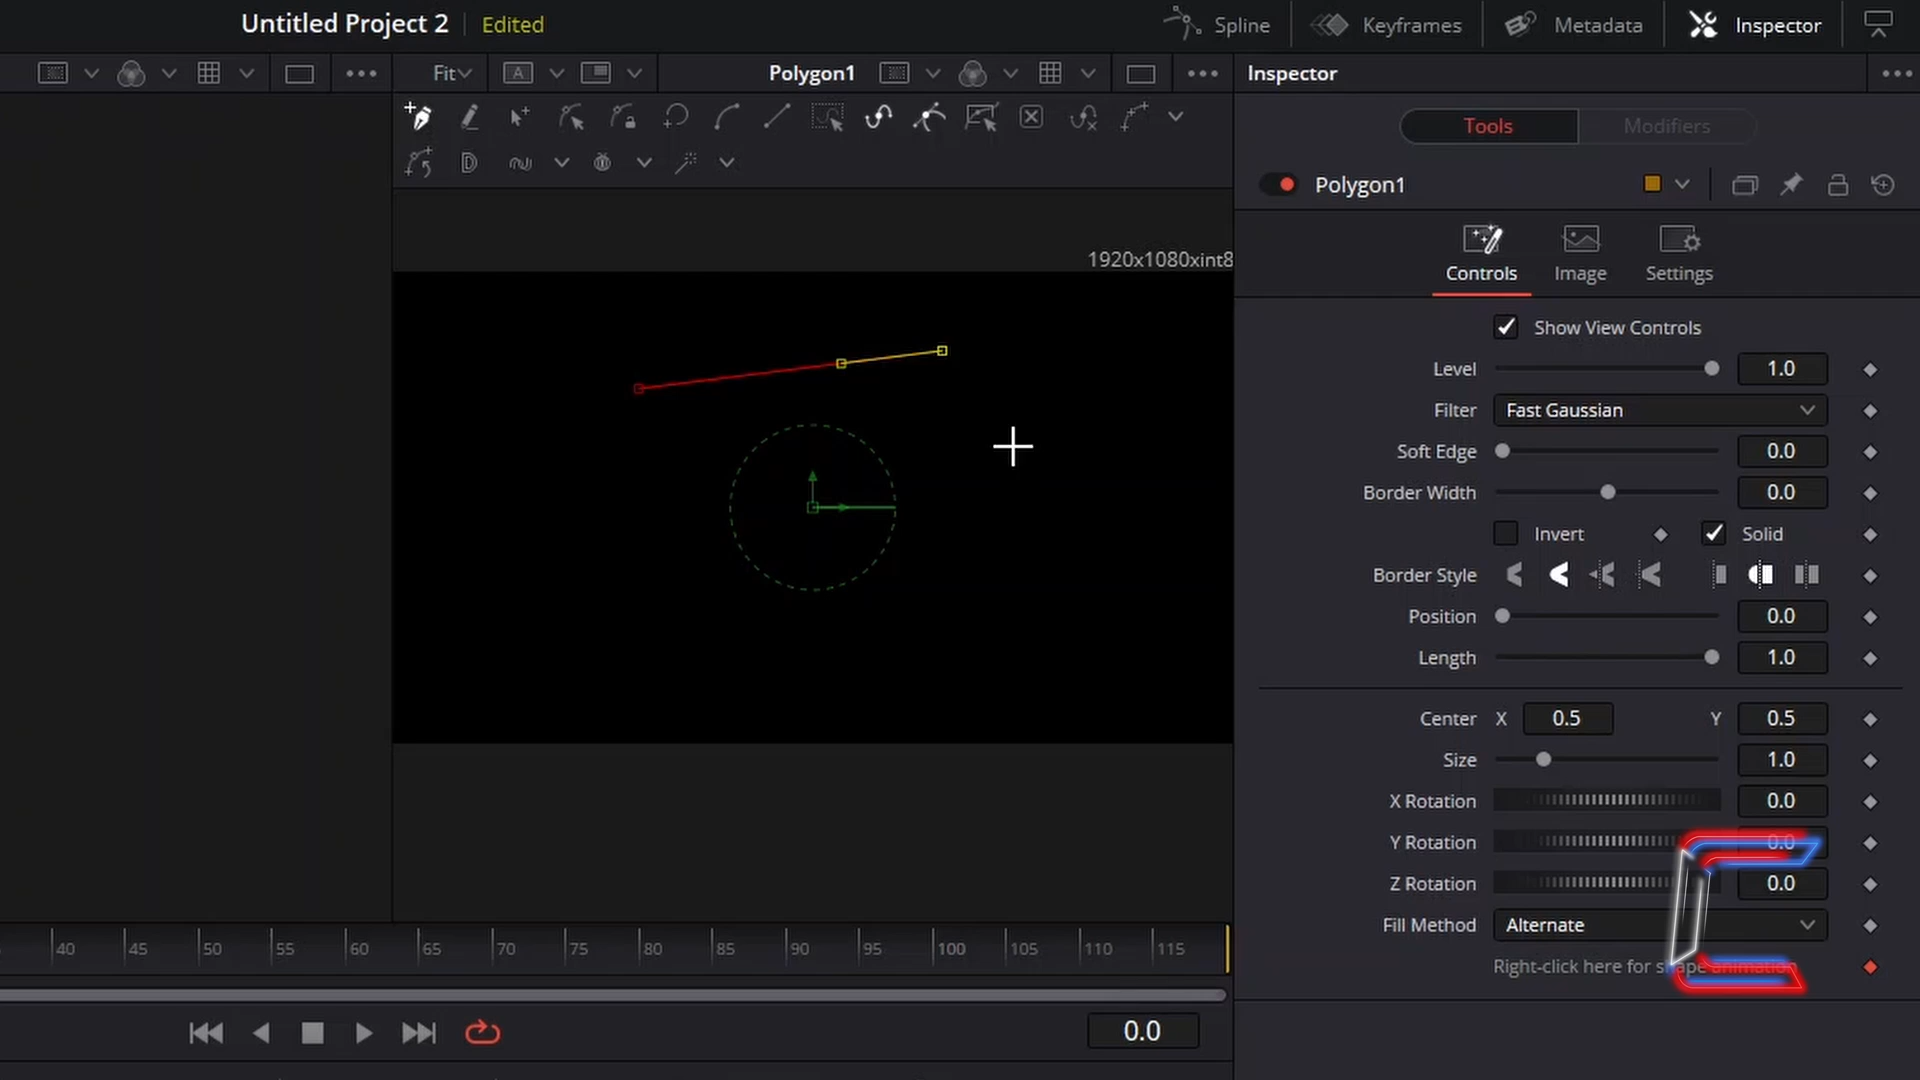 Untitled Project 2 Edited
Spline Keyframes Metadata Inspector
Fit A Polygon1 Inspector
Tools Modifiers
Polygon1
1920x1080xint8
Controls Image Settings
Show View Controls
Level 1.0
Filter Fast Gaussian
Soft Edge 0.0
Border Width 0.0
Invert Solid
Border Style
Position 0.0
Length 1.0
Center X 0.5 Y 0.5
Size 1.0
X Rotation 0.0
Y Rotation 0.0
Z Rotation 0.0
Fill Method Alternate
Right-click here for shape animation
40 45 50 55 60 65 70 75 80 85 90 95 100 105 110 115
0.0